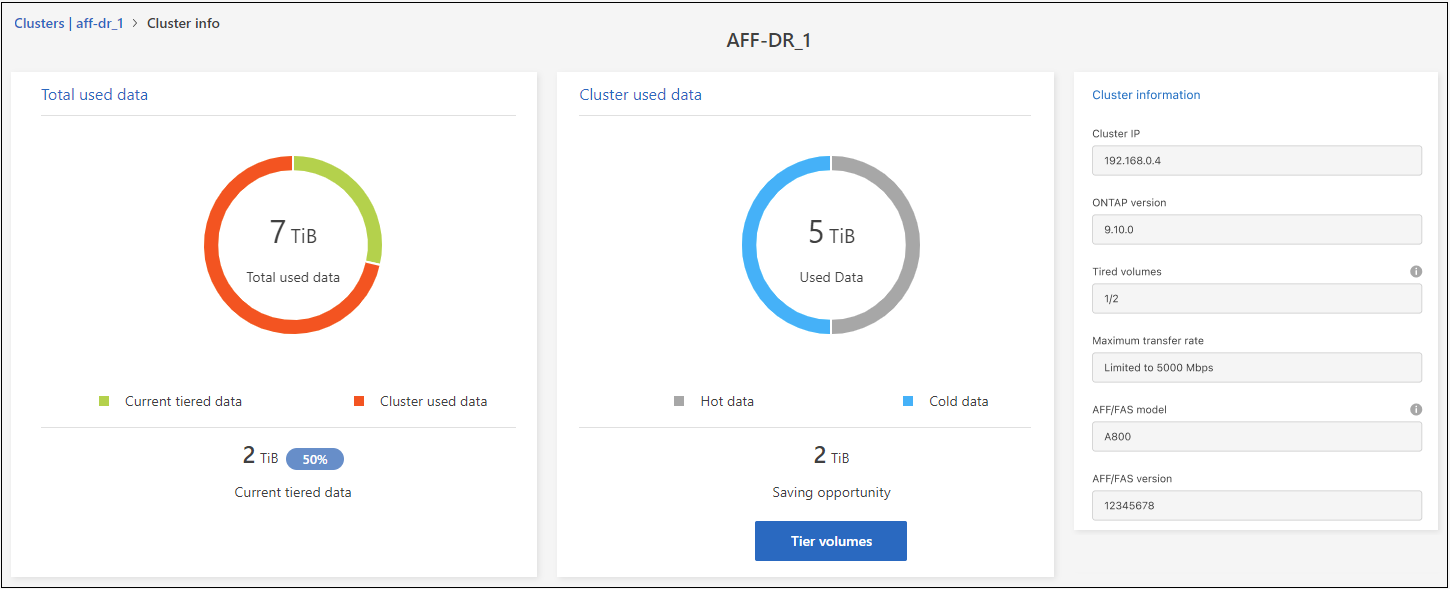 Clusters | aff-dr_1 > Cluster info
AFF-DR_1
Total used data
7 TiB
Total used data
Current tiered data
Cluster used data
2 TiB 50%
Current tiered data
Cluster used data
5 TiB
Used Data
Hot data
Cold data
2 TiB
Saving opportunity
Tier volumes
Cluster information
Cluster IP
192.168.0.4
ONTAP version
9.10.0
Tired volumes
1/2
Maximum transfer rate
Limited to 5000 Mbps
AFF/FAS model
A800
AFF/FAS version
12345678